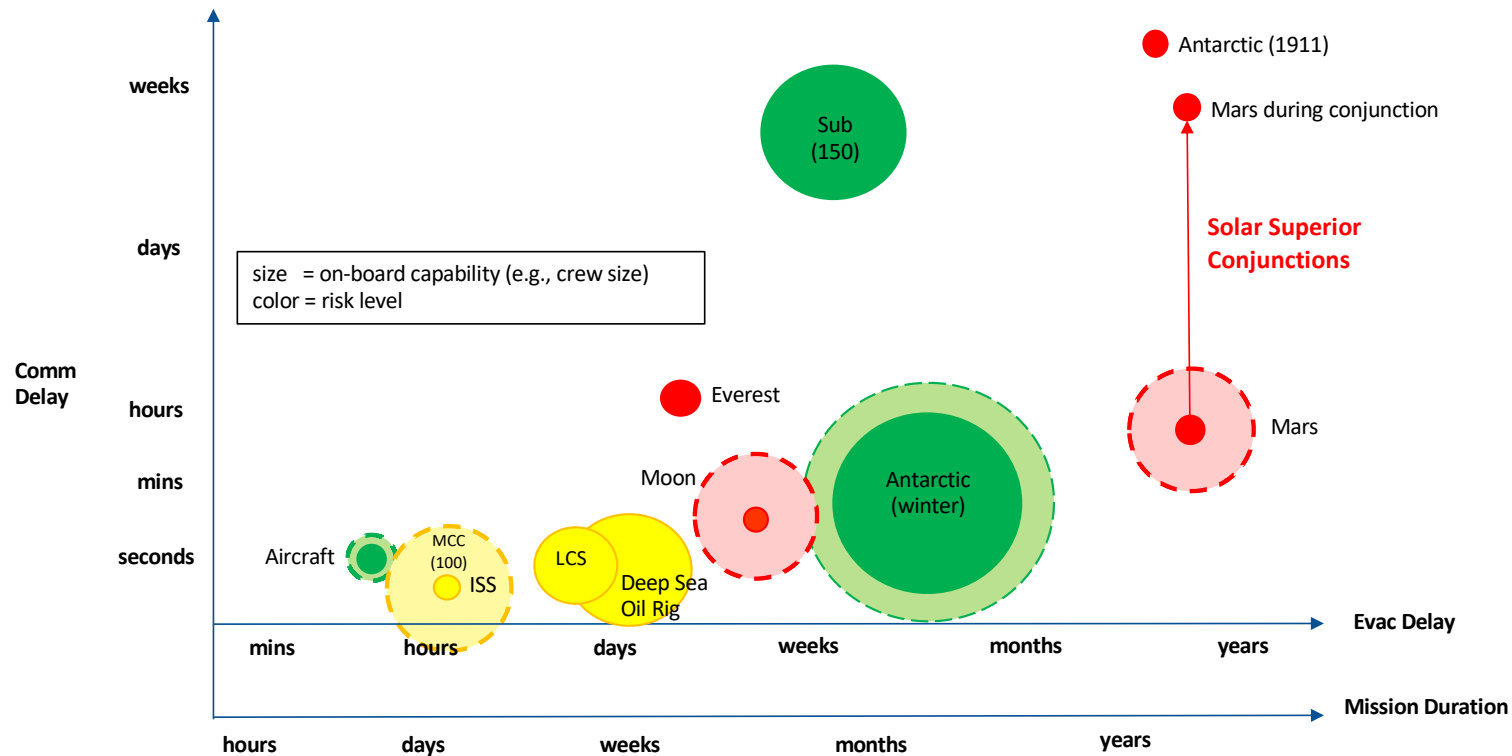 Antarctic (1911)
weeks
Mars during conjunction
Sub
(150)
Solar Superior
Conjunctions
days
size = on-board capability (e.g., crew size)
color = risk level
Comm
Delay
hours
Everest
Mars
Moon
mins
Antarctic
(winter)
seconds
Aircraft
MCC
(100)
ISS
LCS
Deep Sea
Oil Rig
Evac Delay
mins
hours
days
weeks
months
years
Mission Duration
hours
days
weeks
months
years